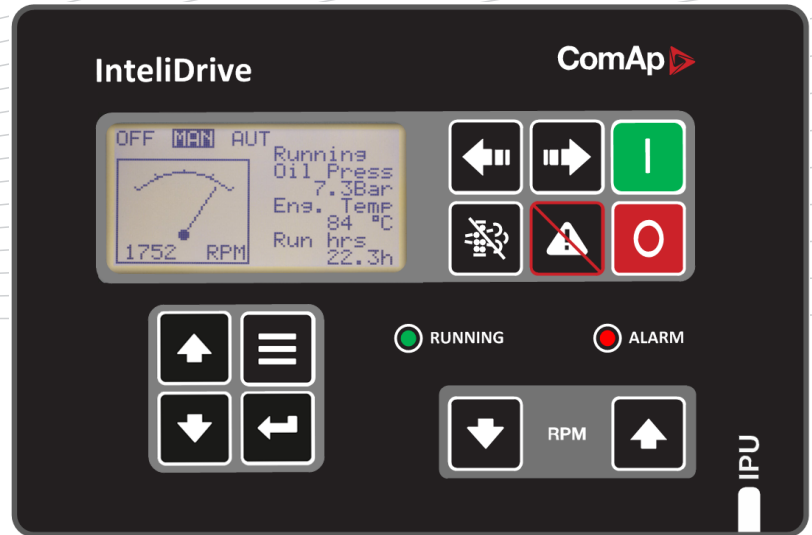 InteliDrive
ComAp
OFF MAN AUT
Running
Oil Press
7.3Bar
Eng. Temp
84 °C
Run hrs
22.3h
1752 RPM
RUNNING
ALARM
RPM
IPU